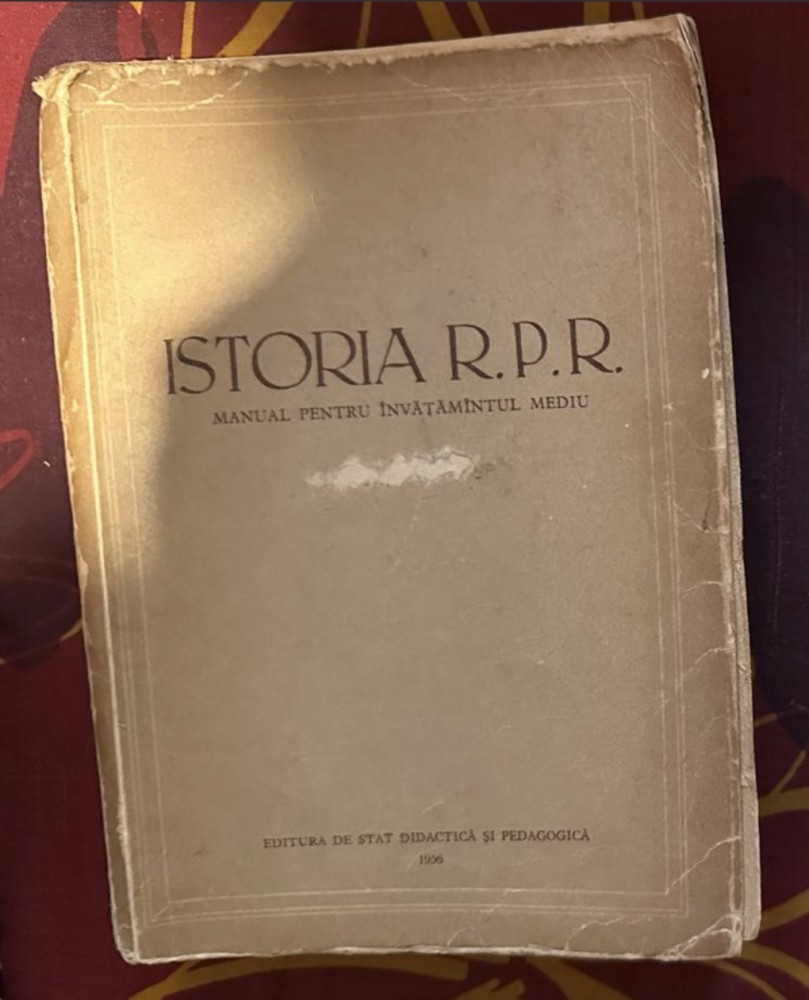 ISTORIA R.P.R.
MANUAL PENTRU ÎNVĂȚĂMÎNTUL MEDIU
EDITURA DE STAT DIDACTICĂ ȘI PEDAGOGICĂ
1956